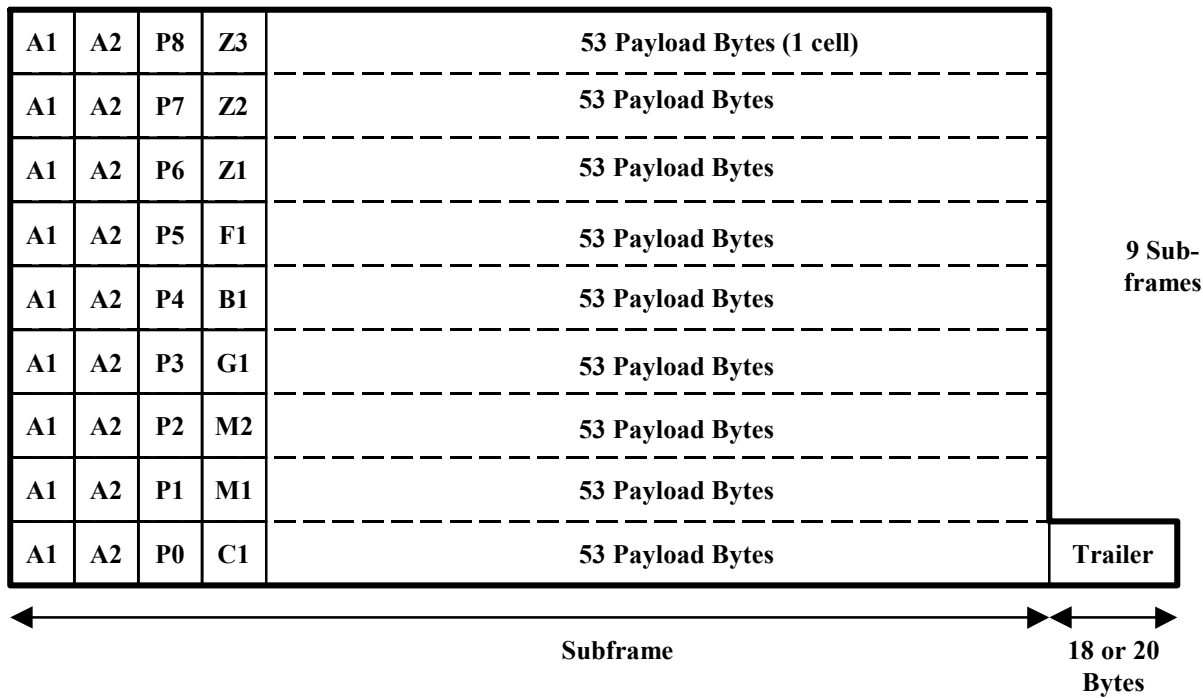 A1 A2 P8 Z3 53 Payload Bytes (1 cell)
A1 A2 P7 Z2 53 Payload Bytes
A1 A2 P6 Z1 53 Payload Bytes
A1 A2 P5 F1 53 Payload Bytes
9 Sub-
frames
A1 A2 P4 B1 53 Payload Bytes
A1 A2 P3 G1 53 Payload Bytes
A1 A2 P2 M2 53 Payload Bytes
A1 A2 P1 M1 53 Payload Bytes
A1 A2 P0 C1 53 Payload Bytes Trailer
Subframe
18 or 20
Bytes